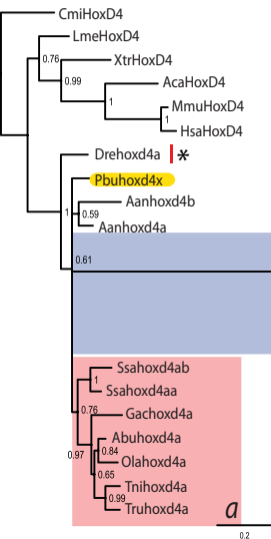 CmiHoxD4
LmeHoxD4
0.76
XtrHoxD4
0.99
AcaHoxD4
1
MmuHoxD4
1
HsaHoxD4
Drehoxd4a *
Pbuhoxd4x
Aanhoxd4b
1 0.59
Aanhoxd4a
0.61
Ssahoxd4ab
1
Ssahoxd4aa
0.76
Gachoxd4a
Abuhoxd4a
0.97 0.84
Olahoxd4a
0.65
Tnihoxd4a
0.99
Truhoxd4a
a
0.2